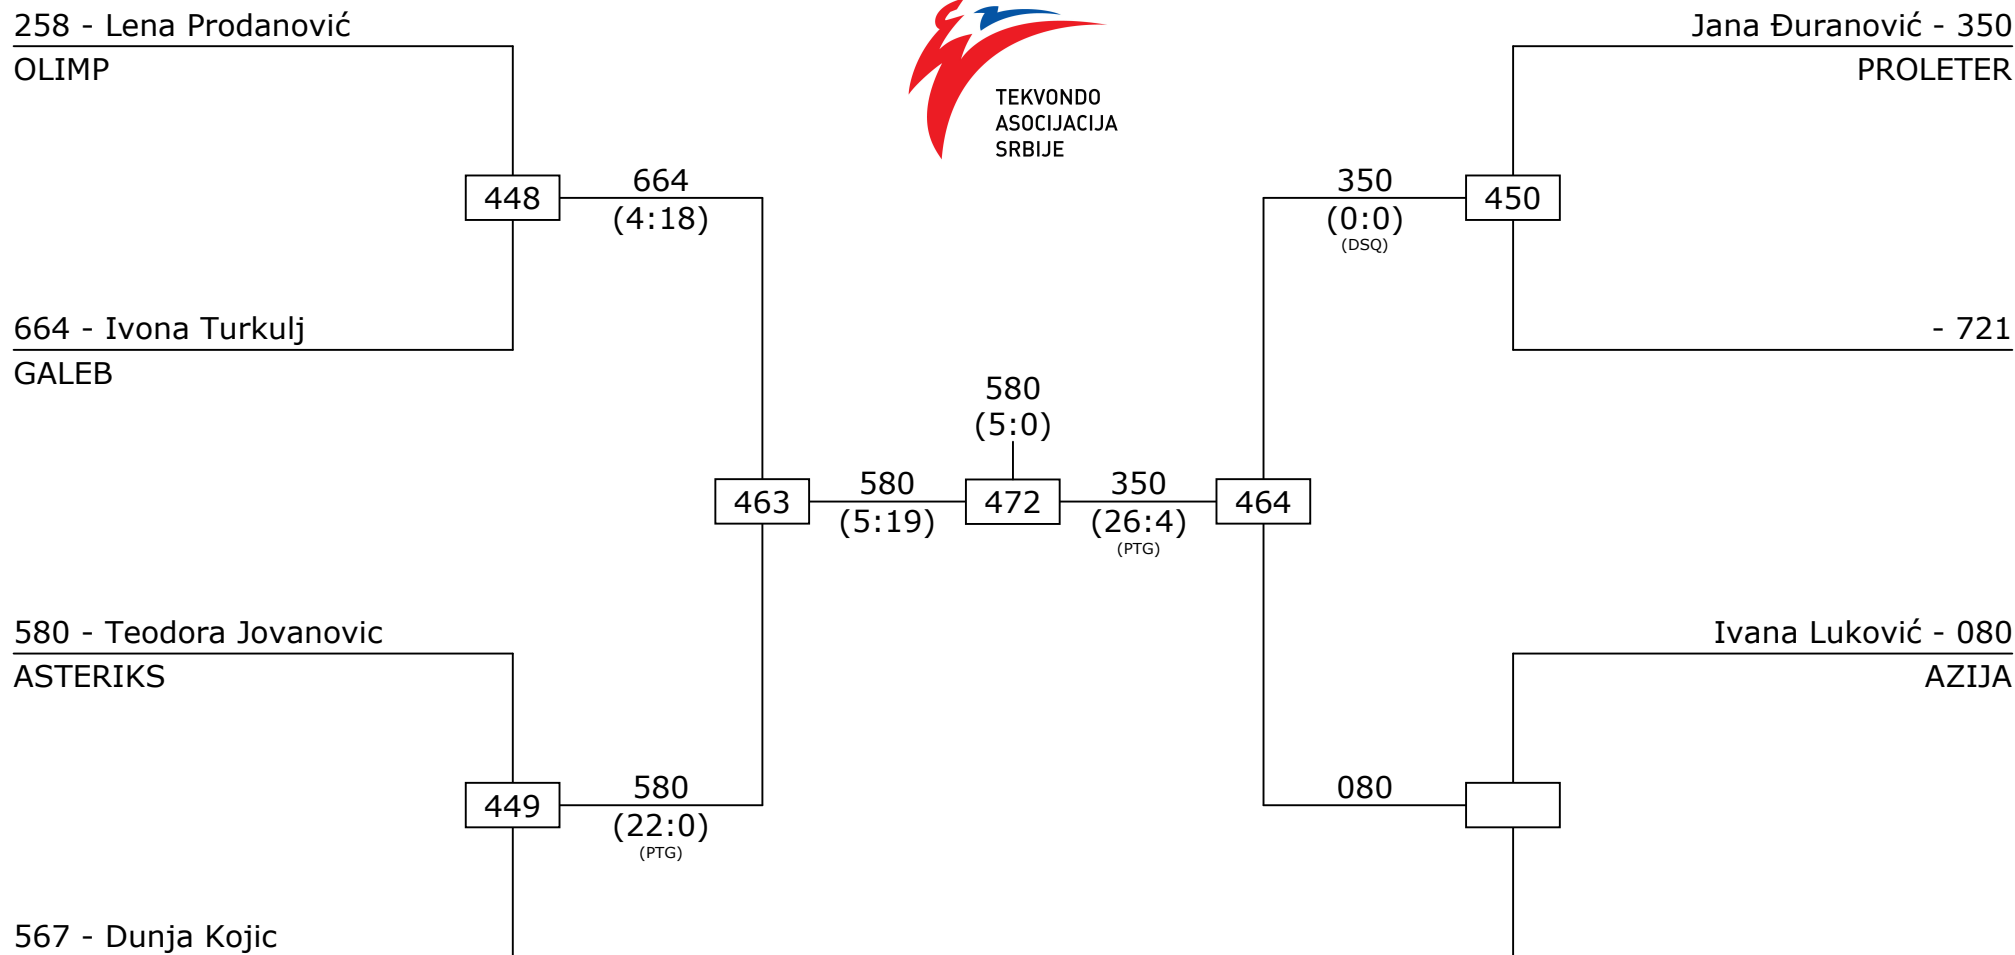 258 - Lena Prodanović
OLIMP
TEKVONDO
ASOCIJACIJA
SRBIJE
Jana Đuranović - 350
PROLETER
448
664
(4:18)
350
(0:0)
(DSQ)
450
664 - Ivona Turkulj
GALEB
- 721
580
(5:0)
463
580
(5:19)
472
350
(26:4)
(PTG)
464
580 - Teodora Jovanovic
ASTERIKS
Ivana Luković - 080
AZIJA
449
580
(22:0)
(PTG)
080
567 - Dunja Kojic